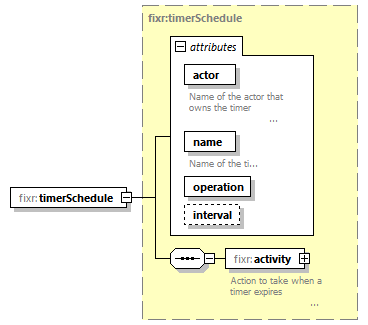 fixr:timerSchedule
attributes
actor
Name of the actor that
owns the timer
...
name
Name of the ti...
operation
interval
fixr:timerSchedule
fixr:activity
Action to take when a
timer expires
...